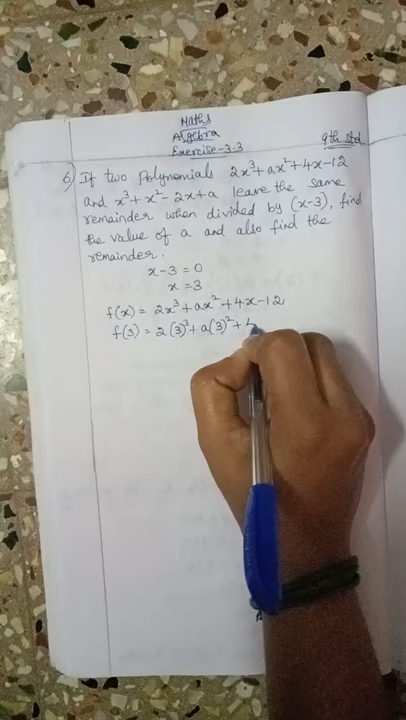 Maths
Algebra
Exercise-3.3
9th Std
6) If two Polynomials 2x³+ax²+4x-12
and x³+x²-2x+a leave the same
remainder when divided by (x-3), find
the value of a and also find the
remainder.
x-3=0
x=3
f(x) = 2x³+ax²+4x-12
f(3) = 2(3)³+a(3)²+4